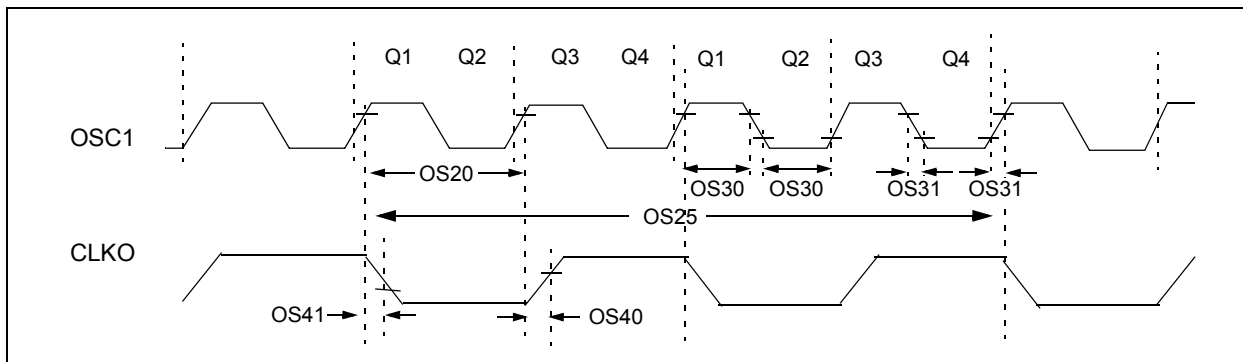 Q1 Q2 Q3 Q4 Q1 Q2 Q3 Q4
OSC1
OS20 OS30 OS30 OS31 OS31
OS25
CLKO
OS41 OS40